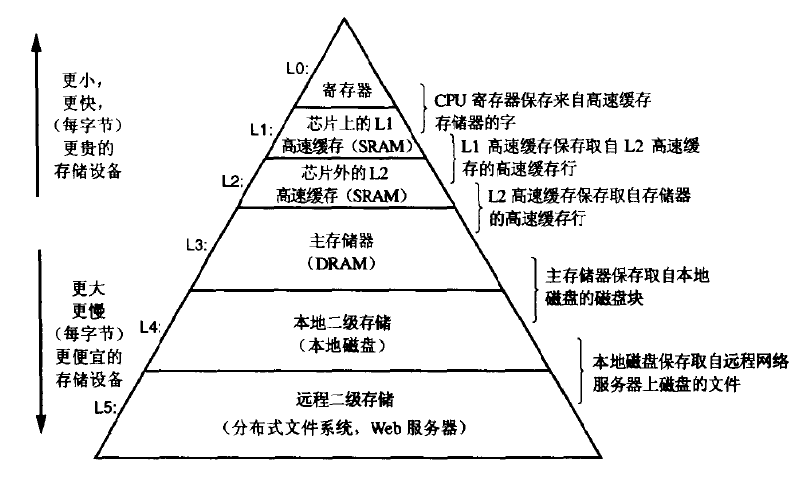 更小，
更快，
（每字节）
更贵的
存储设备
更大
更慢
（每字节）
更便宜的
存储设备
L0:
寄存器
L1:
芯片上的 L1
高速缓存（SRAM）
L2:
芯片外的 L2
高速缓存（SRAM）
L3:
主存储器
（DRAM）
L4:
本地二级存储
（本地磁盘）
L5:
远程二级存储
（分布式文件系统，Web 服务器）
CPU 寄存器保存来自高速缓存
存储器的字
L1 高速缓存保存取自 L2 高速缓
存的高速缓存行
L2 高速缓存保存取自存储器
的高速缓存行
主存储器保存取自本地
磁盘的磁盘块
本地磁盘保存取自远程网络
服务器上磁盘的文件